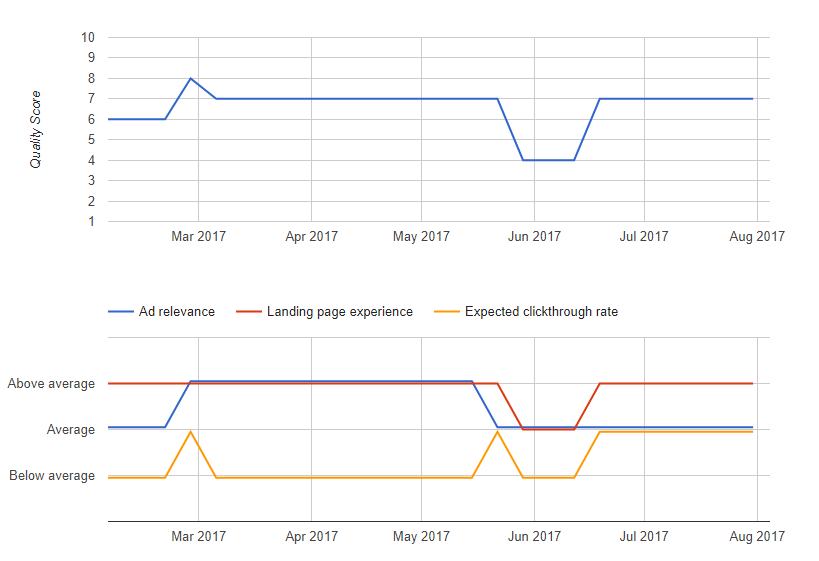 10
9
8
7
6
5
4
3
2
1
Quality Score
Mar 2017 Apr 2017 May 2017 Jun 2017 Jul 2017 Aug 2017
Ad relevance Landing page experience Expected clickthrough rate
Above average
Average
Below average
Mar 2017 Apr 2017 May 2017 Jun 2017 Jul 2017 Aug 2017